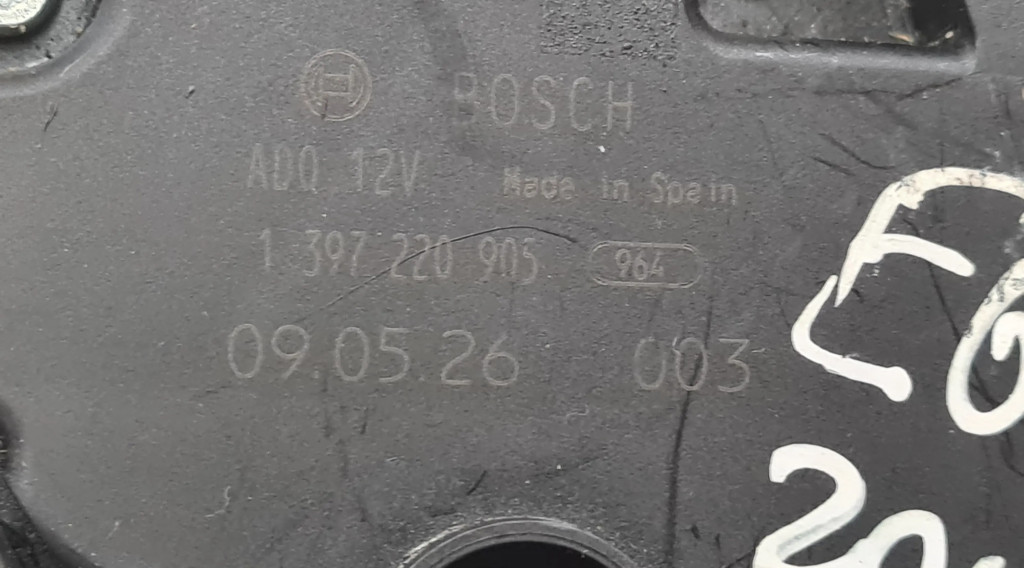 BOSCH
ADQ 12V Made in Spain
1 397 220 905 964
09.05.26 003